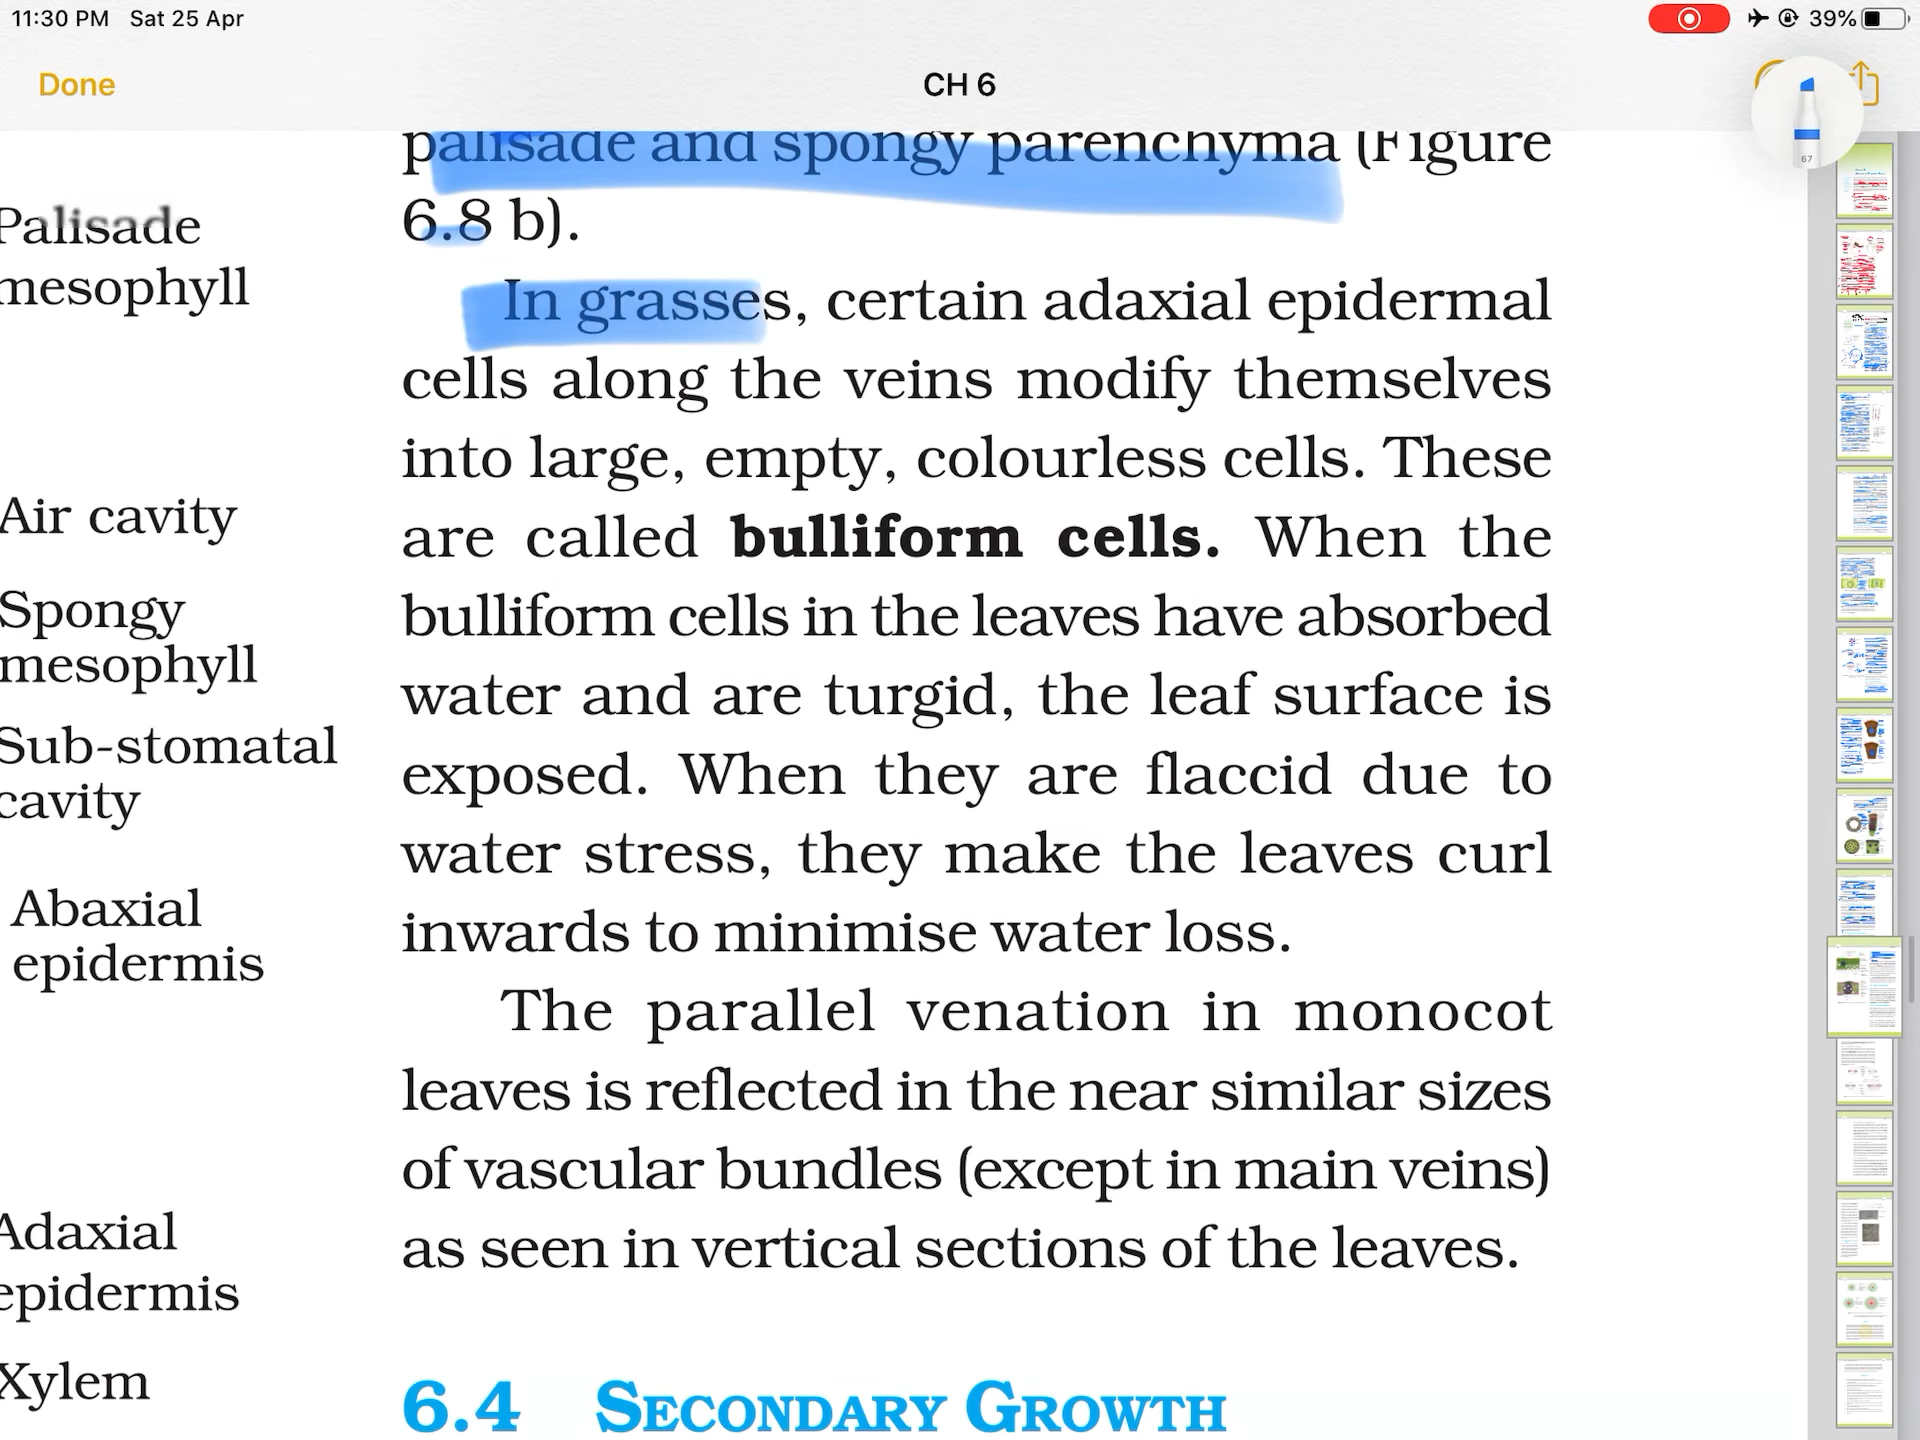 11:30 PM Sat 25 Apr
39%
Done
CH 6
67
palisade and spongy parenchyma (Figure
6.8 b).
In grasses, certain adaxial epidermal
cells along the veins modify themselves
into large, empty, colourless cells. These
are called bulliform cells. When the
bulliform cells in the leaves have absorbed
water and are turgid, the leaf surface is
exposed. When they are flaccid due to
water stress, they make the leaves curl
inwards to minimise water loss.
The parallel venation in monocot
leaves is reflected in the near similar sizes
of vascular bundles (except in main veins)
as seen in vertical sections of the leaves.
6.4 SECONDARY GROWTH
Palisade
mesophyll
Air cavity
Spongy
mesophyll
Sub-stomatal
cavity
Abaxial
epidermis
Adaxial
epidermis
Xylem